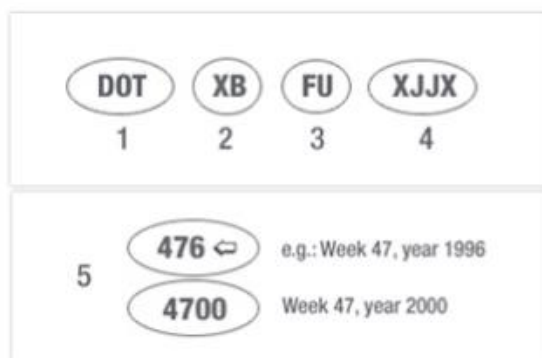 DOT XB FU XJJX
1 2 3 4
476 ⇦ e.g.: Week 47, year 1996
5
4700 Week 47, year 2000